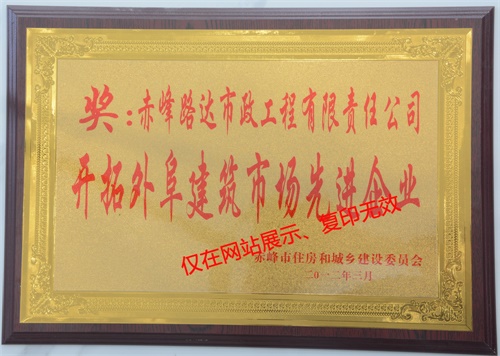 奖:赤峰路达市政工程有限责任公司
开拓外阜建筑市场先进企业
仅在网站展示、复印无效
赤峰市住房和城乡建设委员会
二〇一二年三月